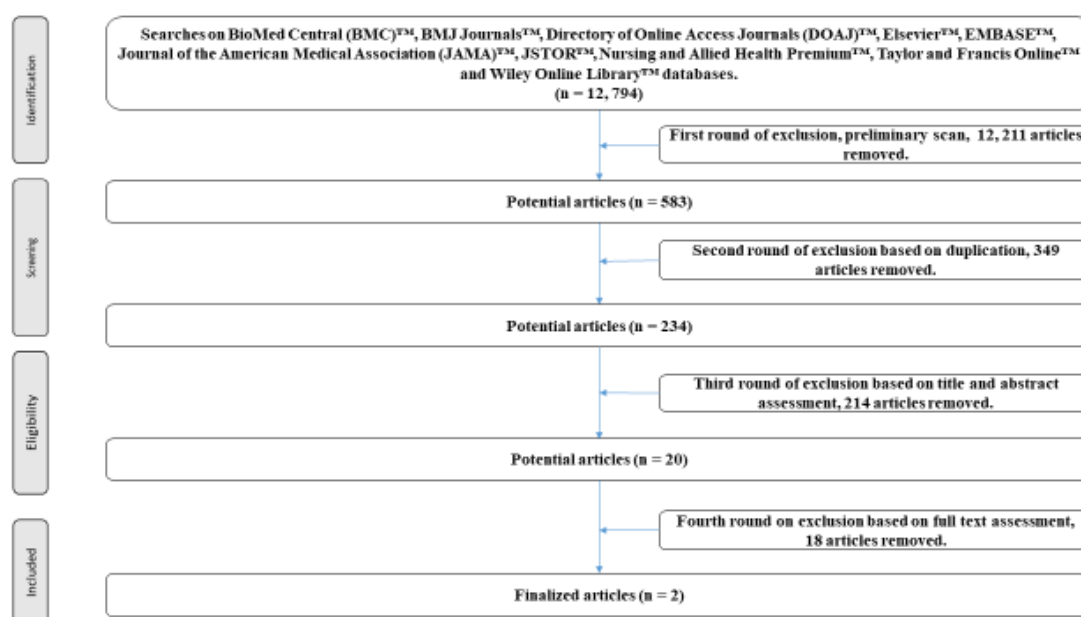 Identification
Searches on BioMed Central (BMC)™, BMJ Journals™, Directory of Online Access Journals (DOAJ)™, Elsevier™, EMBASE™,
Journal of the American Medical Association (JAMA)™, JSTOR™,Nursing and Allied Health Premium™, Taylor and Francis Online™
and Wiley Online Library™ databases.
(n = 12, 794)
First round of exclusion, preliminary scan, 12, 211 articles
removed.
Screening
Potential articles (n = 583)
Second round of exclusion based on duplication, 349
articles removed.
Potential articles (n = 234)
Eligibility
Third round of exclusion based on title and abstract
assessment, 214 articles removed.
Potential articles (n = 20)
Included
Fourth round on exclusion based on full text assessment,
18 articles removed.
Finalized articles (n = 2)